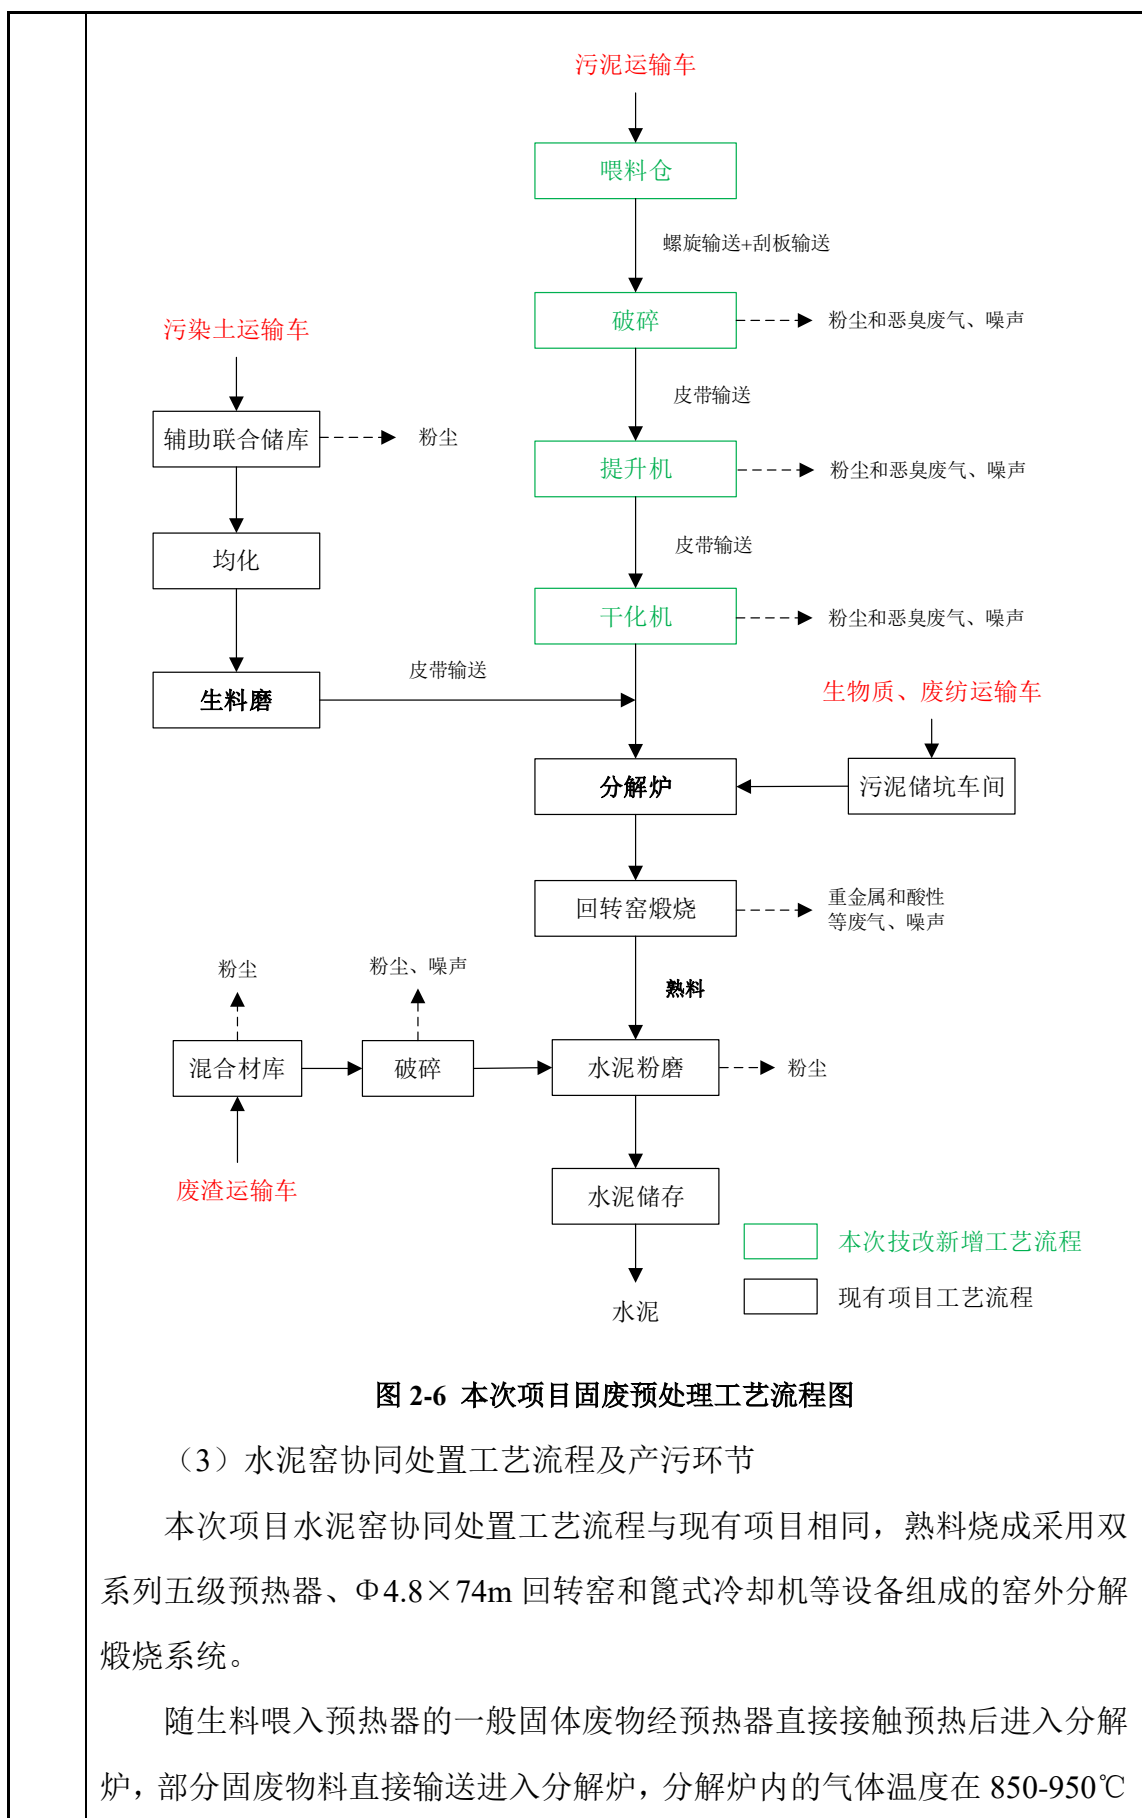 污泥运输车
喂料仓
螺旋输送+刮板输送
破碎
粉尘和恶臭废气、噪声
污染土运输车
皮带输送
辅助联合储库
粉尘
提升机
粉尘和恶臭废气、噪声
皮带输送
均化
干化机
粉尘和恶臭废气、噪声
皮带输送
生料磨
生物质、废纺运输车
分解炉
污泥储坑车间
回转窑煅烧
重金属和酸性
等废气、噪声
粉尘
粉尘、噪声
熟料
混合材库
破碎
水泥粉磨
粉尘
废渣运输车
水泥储存
本次技改新增工艺流程
水泥
现有项目工艺流程
图 2-6 本次项目固废预处理工艺流程图
（3）水泥窑协同处置工艺流程及产污环节
本次项目水泥窑协同处置工艺流程与现有项目相同，熟料烧成采用双
系列五级预热器、Φ4.8×74m 回转窑和篦式冷却机等设备组成的窑外分解
煅烧系统。
随生料喂入预热器的一般固体废物经预热器直接接触预热后进入分解
炉，部分固废物料直接输送进入分解炉，分解炉内的气体温度在 850-950℃